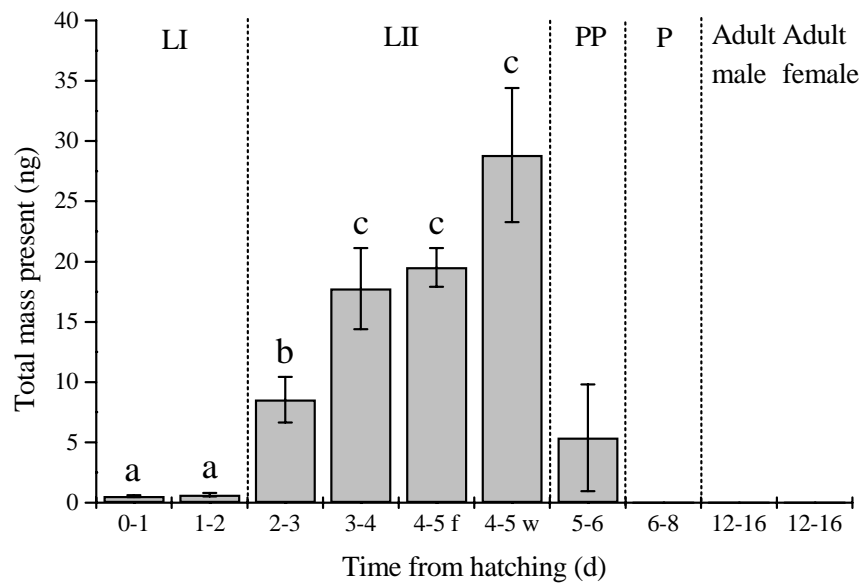 40
35
30
25
20
15
10
5
0
Total mass present (ng)
LI
LII
PP
P
Adult
male
Adult
female
a
a
b
c
c
c
0-1
1-2
2-3
3-4
4-5 f
4-5 w
5-6
6-8
12-16
12-16
Time from hatching (d)